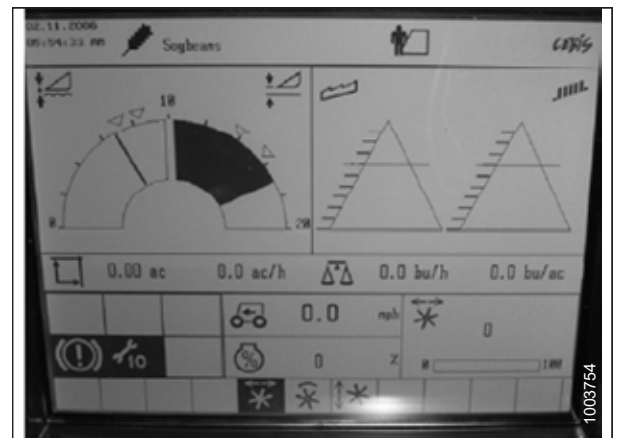 02.11.2006
05:54:33 AM
Soybeans
CEBIS
10
0
20
0.00 ac
0.0 ac/h
0.0 bu/h
0.0 bu/ac
0.0 mph
0
10
0 %
0
100
1003754